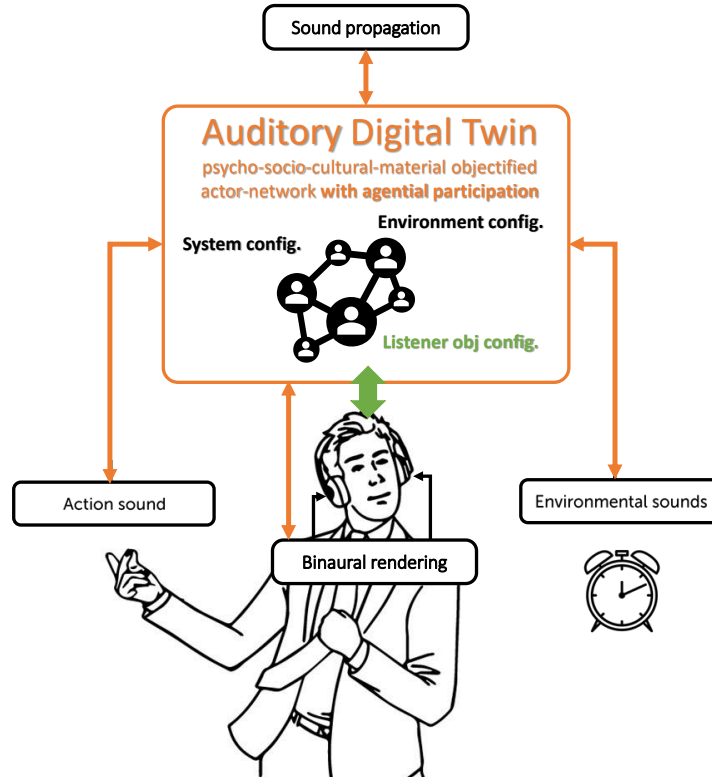 Sound propagation
Auditory Digital Twin
psycho-socio-cultural-material objectified
actor-network with agential participation
Environment config.
System config.
Listener obj config.
Action sound
Environmental sounds
Binaural rendering